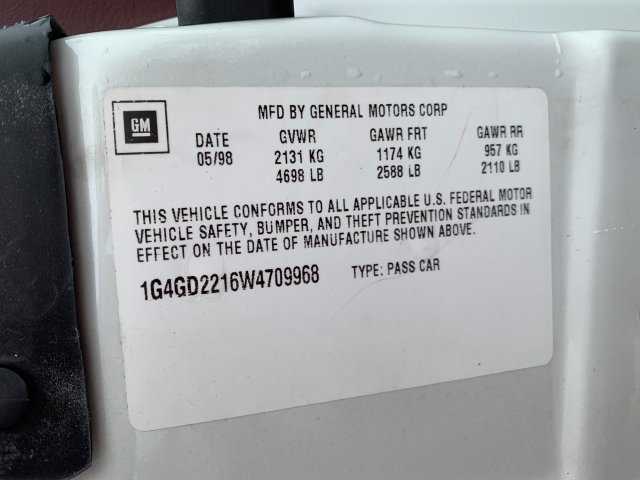 GM
MFD BY GENERAL MOTORS CORP
DATE GVWR GAWR FRT GAWR RR
05/98 2131 KG 1174 KG 957 KG
4698 LB 2588 LB 2110 LB
THIS VEHICLE CONFORMS TO ALL APPLICABLE U.S. FEDERAL MOTOR
VEHICLE SAFETY, BUMPER, AND THEFT PREVENTION STANDARDS IN
EFFECT ON THE DATE OF MANUFACTURE SHOWN ABOVE.
1G4GD2216W4709968 TYPE: PASS CAR